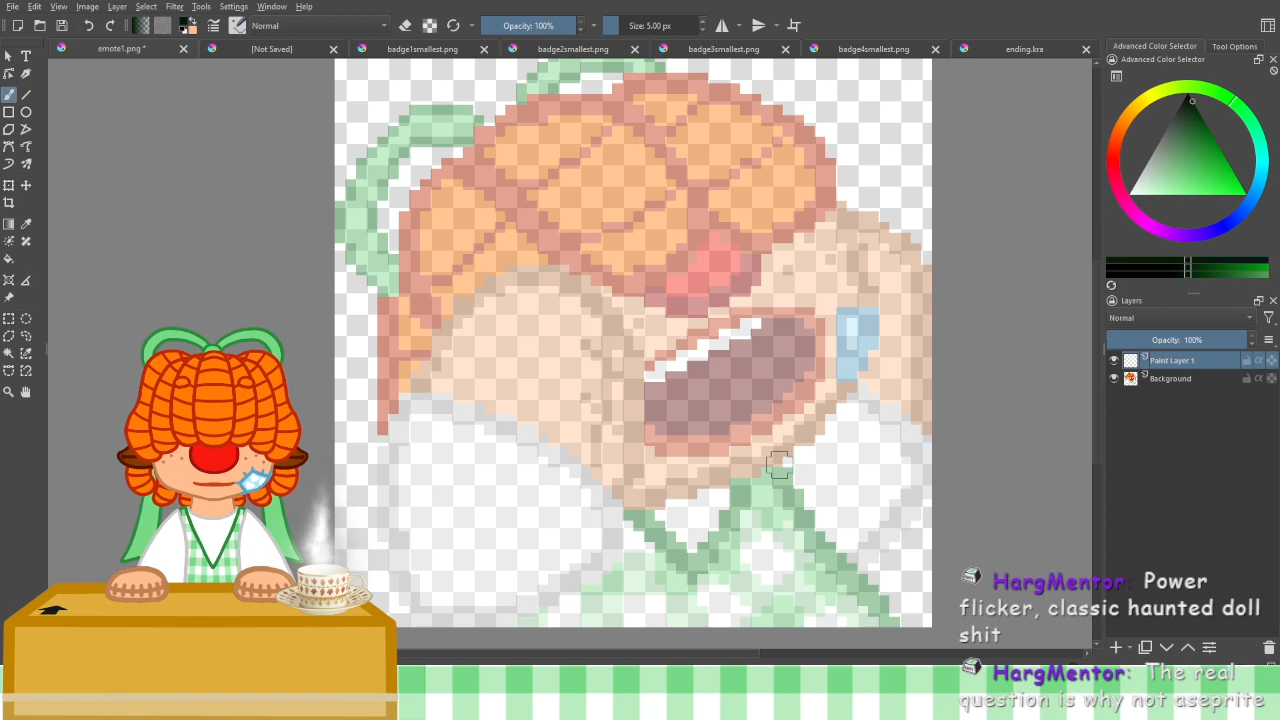 File Edit View Image Layer Select Filter Tools Settings Window Help
Normal Opacity: 100% Size: 5.00 px
emote1.png * [Not Saved] badge1smallest.png badge2smallest.png badge3smallest.png badge4smallest.png ending.kra
Advanced Color Selector Tool Options
Advanced Color Selector
Layers
Normal
Opacity: 100%
Paint Layer 1
Background
HargMentor: Power
flicker, classic haunted doll
shit
HargMentor: The real
question is why not aseprite